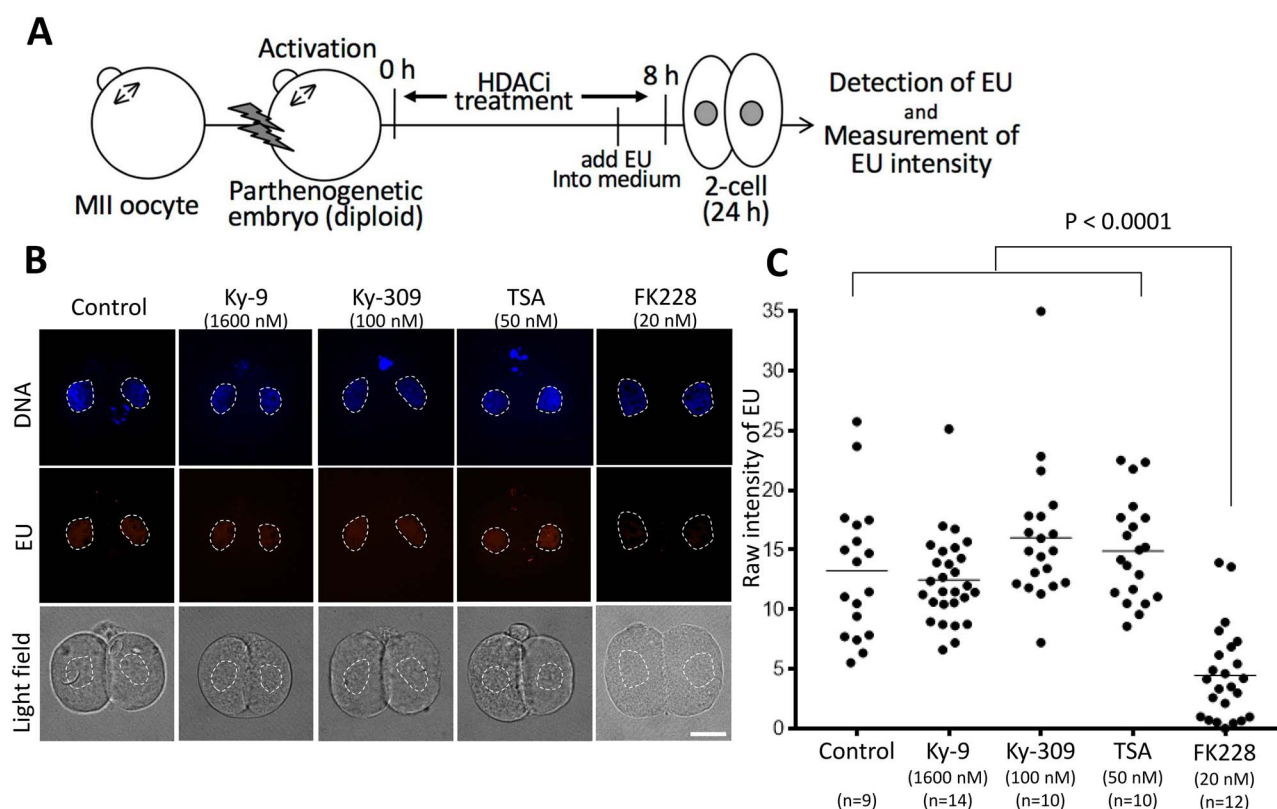 A
Activation
0 h
HDACi
treatment
8 h
Detection of EU
and
Measurement of
EU intensity
add EU
Into medium
MII oocyte
Parthenogenetic
embryo (diploid)
2-cell
(24 h)
B
Control
Ky-9
(1600 nM)
Ky-309
(100 nM)
TSA
(50 nM)
FK228
(20 nM)
DNA
EU
Light field
C
P < 0.0001
Raw intensity of EU
35
30
25
20
15
10
5
0
Control
(n=9)
Ky-9
(1600 nM)
(n=14)
Ky-309
(100 nM)
(n=10)
TSA
(50 nM)
(n=10)
FK228
(20 nM)
(n=12)